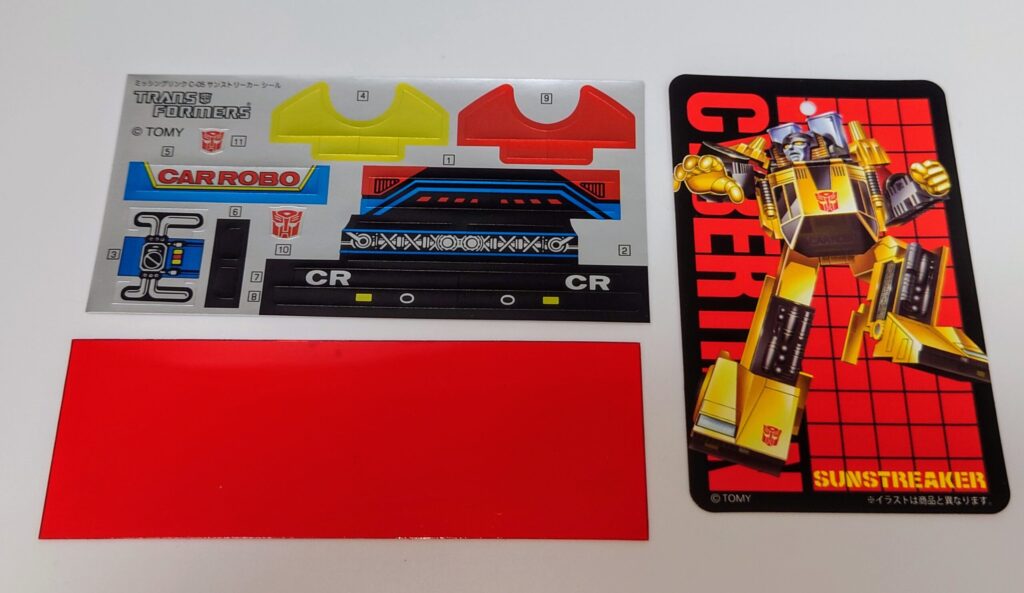 ミッシングリンク C-05 サンストリーカー シール
TRANSFORMERS
© TOMY
11
4
9
5
1
CAR ROBO
6
10
3
2
7
8
CR
CR
CYBERTRON
SUNSTREAKER
© TOMY
※イラストは商品と異なります。